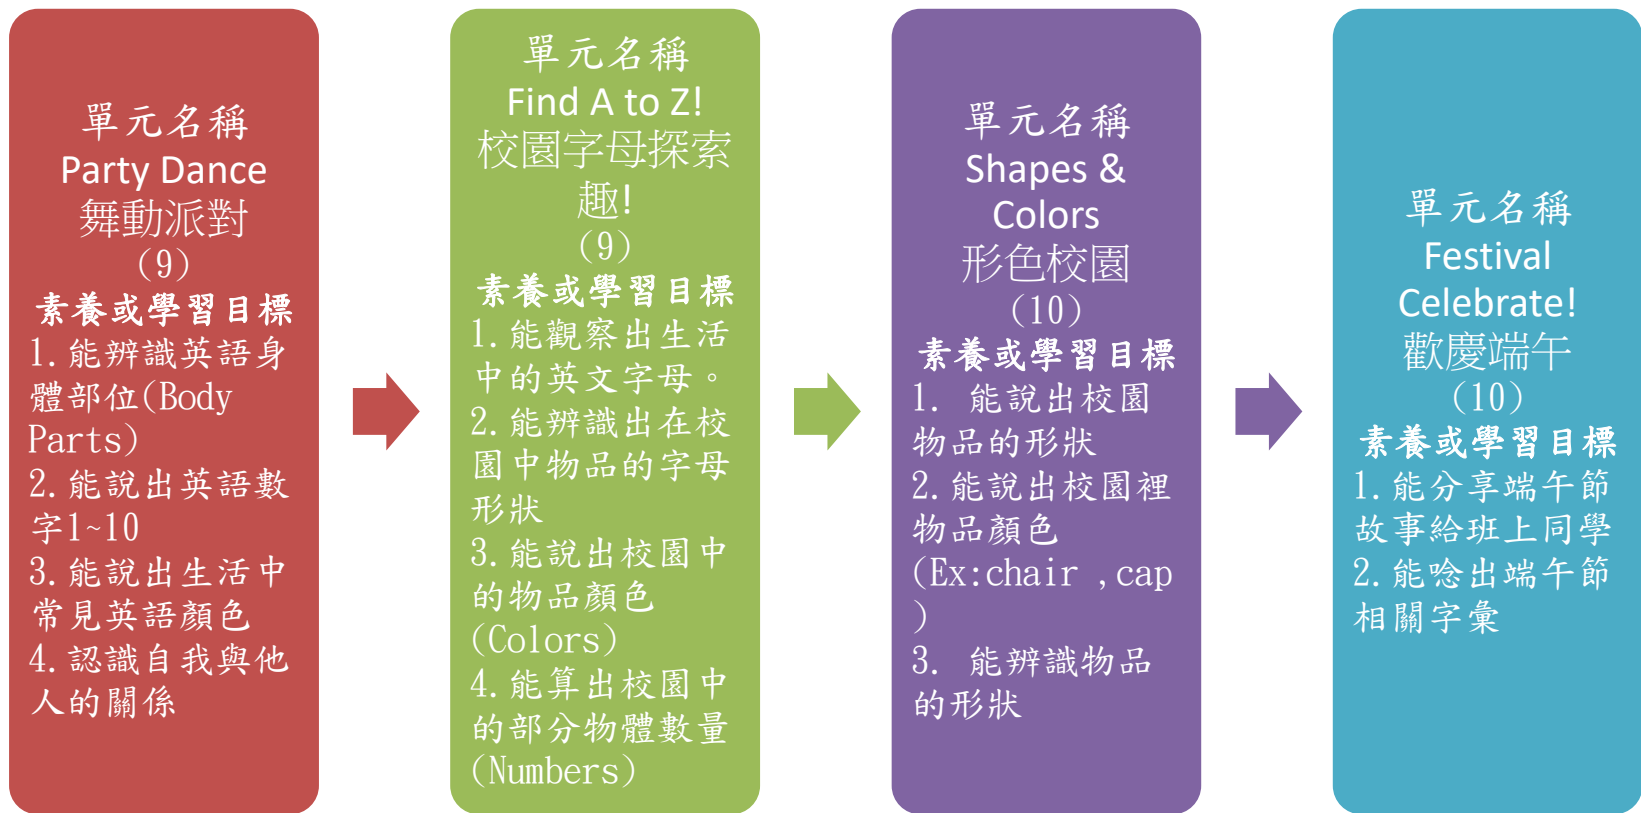 單元名稱
Party Dance
舞動派對
(9)
素養或學習目標
1.能辨識英語身
體部位(Body
Parts)
2.能說出英語數
字1~10
3.能說出生活中
常見英語顏色
4.認識自我與他
人的關係
單元名稱
Find A to Z!
校園字母探索
趣!
(9)
素養或學習目標
1.能觀察出生活
中的英文字母。
2.能辨識出在校
園中物品的字母
形狀
3.能說出校園中
的物品顏色
(Colors)
4.能算出校園中
的部分物體數量
(Numbers)
單元名稱
Shapes &
Colors
形色校園
(10)
素養或學習目標
1. 能說出校園
物品的形狀
2.能說出校園裡
物品顏色
(Ex:chair ,cap
)
3. 能辨識物品
的形狀
單元名稱
Festival
Celebrate!
歡慶端午
(10)
素養或學習目標
1.能分享端午節
故事給班上同學
2.能唸出端午節
相關字彙